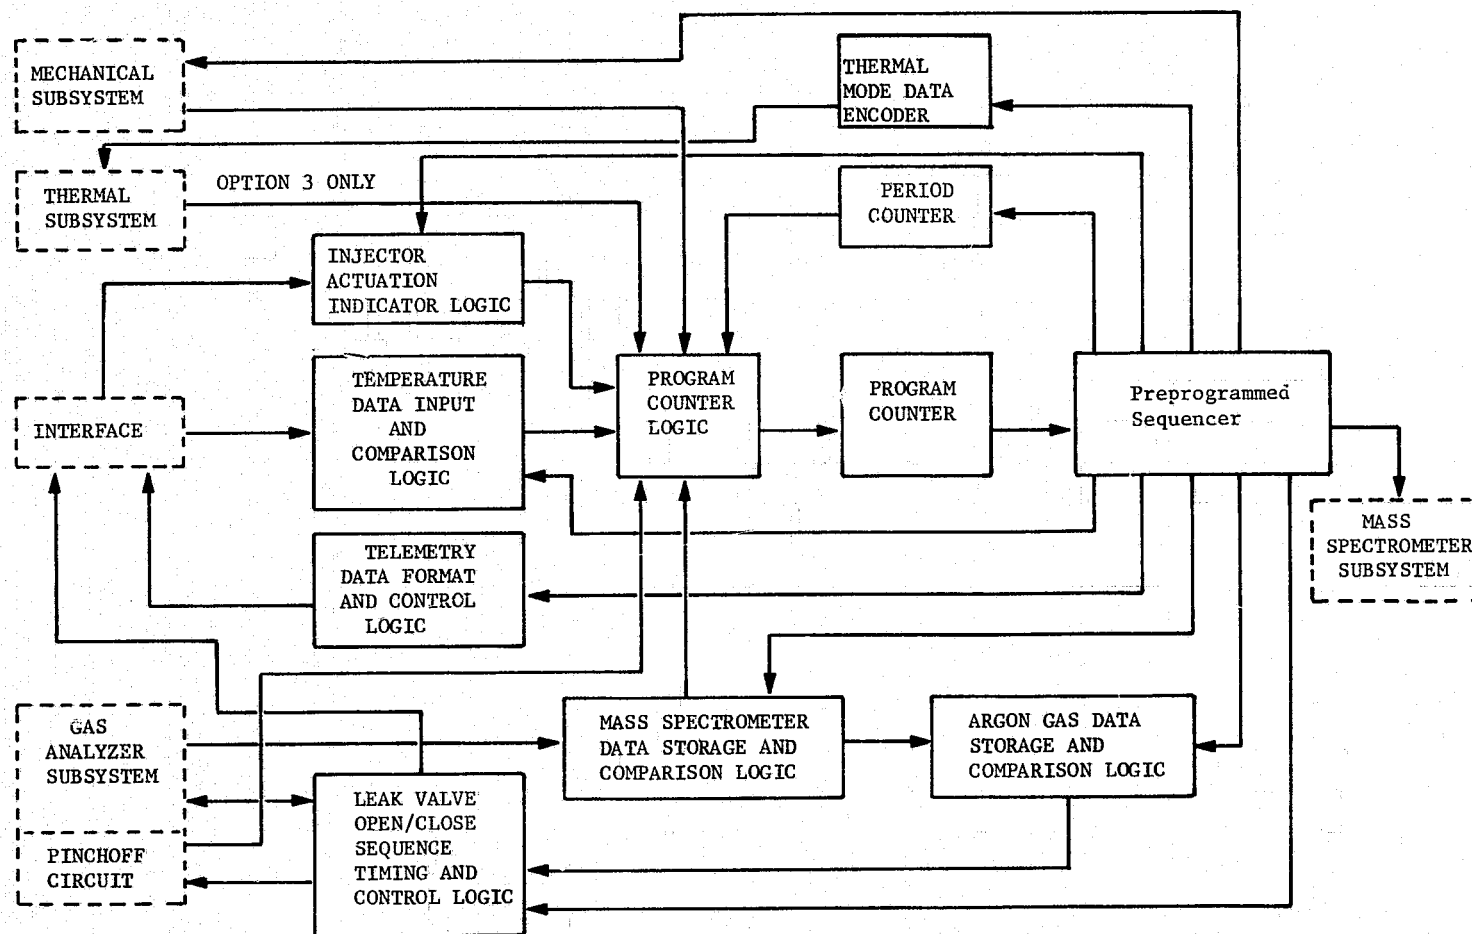 MECHANICAL
SUBSYSTEM
THERMAL
MODE DATA
ENCODER
THERMAL
SUBSYSTEM
OPTION 3 ONLY
PERIOD
COUNTER
INJECTOR
ACTUATION
INDICATOR LOGIC
INTERFACE
TEMPERATURE
DATA INPUT
AND
COMPARISON
LOGIC
PROGRAM
COUNTER
LOGIC
PROGRAM
COUNTER
Preprogrammed
Sequencer
MASS
SPECTROMETER
SUBSYSTEM
TELEMETRY
DATA FORMAT
AND CONTROL
LOGIC
GAS
ANALYZER
SUBSYSTEM
PINCHOFF
CIRCUIT
LEAK VALVE
OPEN/CLOSE
SEQUENCE
TIMING AND
CONTROL LOGIC
MASS SPECTROMETER
DATA STORAGE AND
COMPARISON LOGIC
ARGON GAS DATA
STORAGE AND
COMPARISON LOGIC